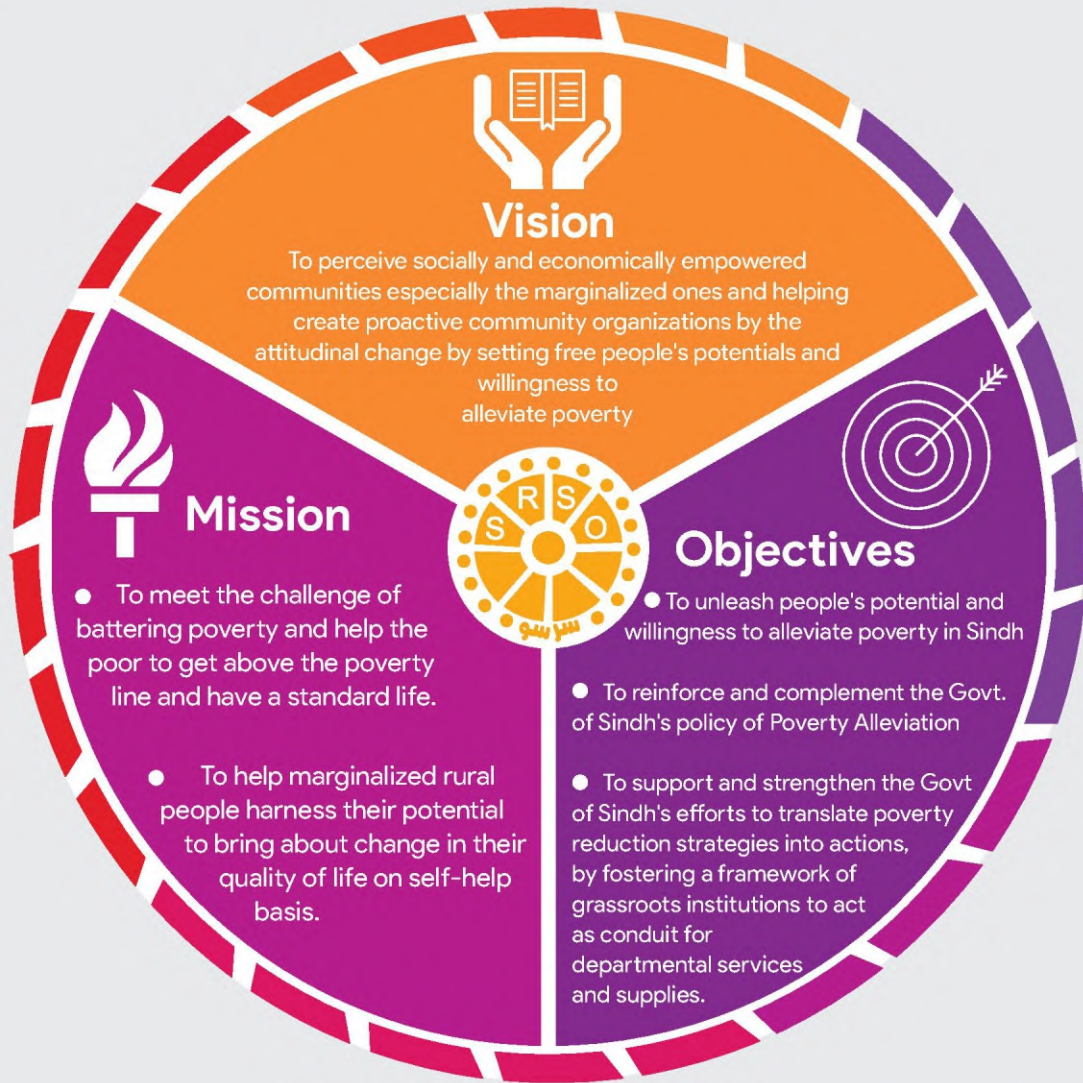 Vision
To perceive socially and economically empowered
communities especially the marginalized ones and helping
create proactive community organizations by the
attitudinal change by setting free people's potentials and
willingness to
alleviate poverty
S R S O
سرسو
Mission
● To meet the challenge of
battering poverty and help the
poor to get above the poverty
line and have a standard life.
● To help marginalized rural
people harness their potential
to bring about change in their
quality of life on self-help
basis.
Objectives
● To unleash people's potential and
willingness to alleviate poverty in Sindh
● To reinforce and complement the Govt.
of Sindh's policy of Poverty Alleviation
● To support and strengthen the Govt
of Sindh's efforts to translate poverty
reduction strategies into actions,
by fostering a framework of
grassroots institutions to act
as conduit for
departmental services
and supplies.